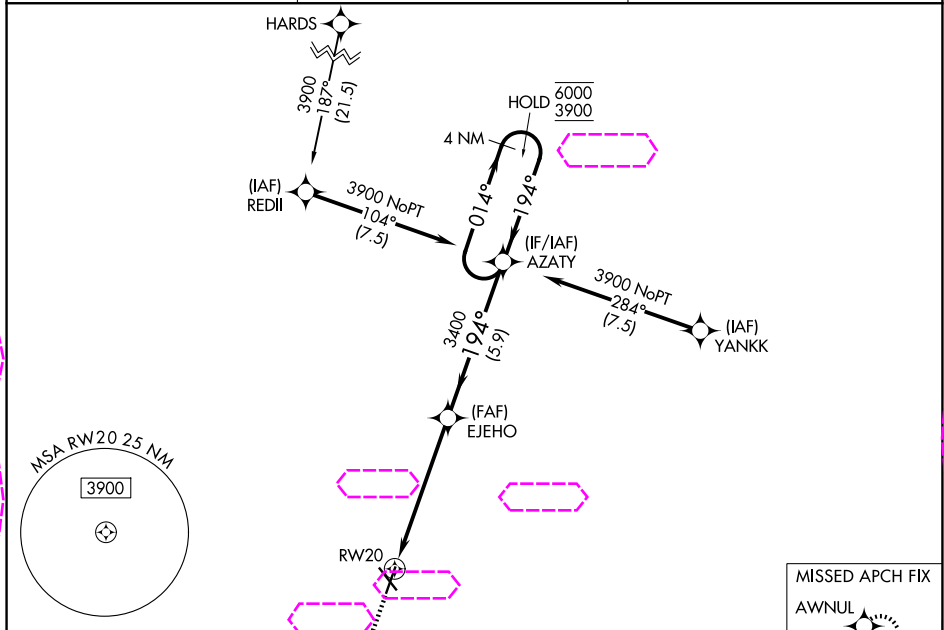 HARDS
3900
187°
(21.5)
HOLD
6000
3900
4 NM
014°
194°
(IAF)
REDII
3900 NoPT
104°
(7.5)
(IF/IAF)
AZATY
3900 NoPT
284°
(7.5)
(IAF)
YANKK
3400
194°
(5.9)
(FAF)
EJEHO
MSA RW20 25 NM
3900
RW20
MISSED APCH FIX
AWNUL